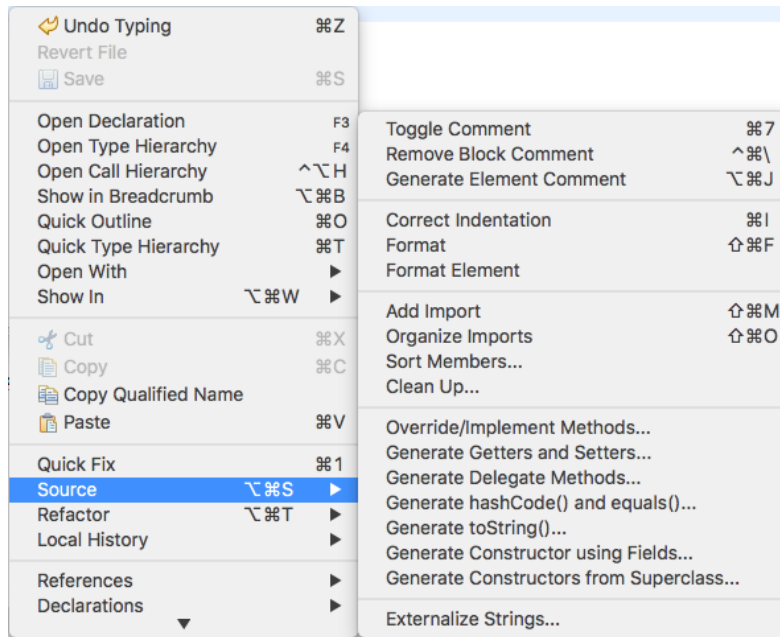 Undo Typing ⌘Z
Revert File
Save ⌘S
Open Declaration F3
Open Type Hierarchy F4
Open Call Hierarchy ^⌥H
Show in Breadcrumb ⌥⌘B
Quick Outline ⌘O
Quick Type Hierarchy ⌘T
Open With ▶
Show In ⌥⌘W ▶
Cut ⌘X
Copy ⌘C
Copy Qualified Name
Paste ⌘V
Quick Fix ⌘1
Source ⌥⌘S ▶
Refactor ⌥⌘T ▶
Local History ▶
References ▶
Declarations ▶
▼
Toggle Comment ⌘7
Remove Block Comment ^⌘\
Generate Element Comment ⌥⌘J
Correct Indentation ⌘I
Format ⇧⌘F
Format Element
Add Import ⇧⌘M
Organize Imports ⇧⌘O
Sort Members...
Clean Up...
Override/Implement Methods...
Generate Getters and Setters...
Generate Delegate Methods...
Generate hashCode() and equals()...
Generate toString()...
Generate Constructor using Fields...
Generate Constructors from Superclass...
Externalize Strings...